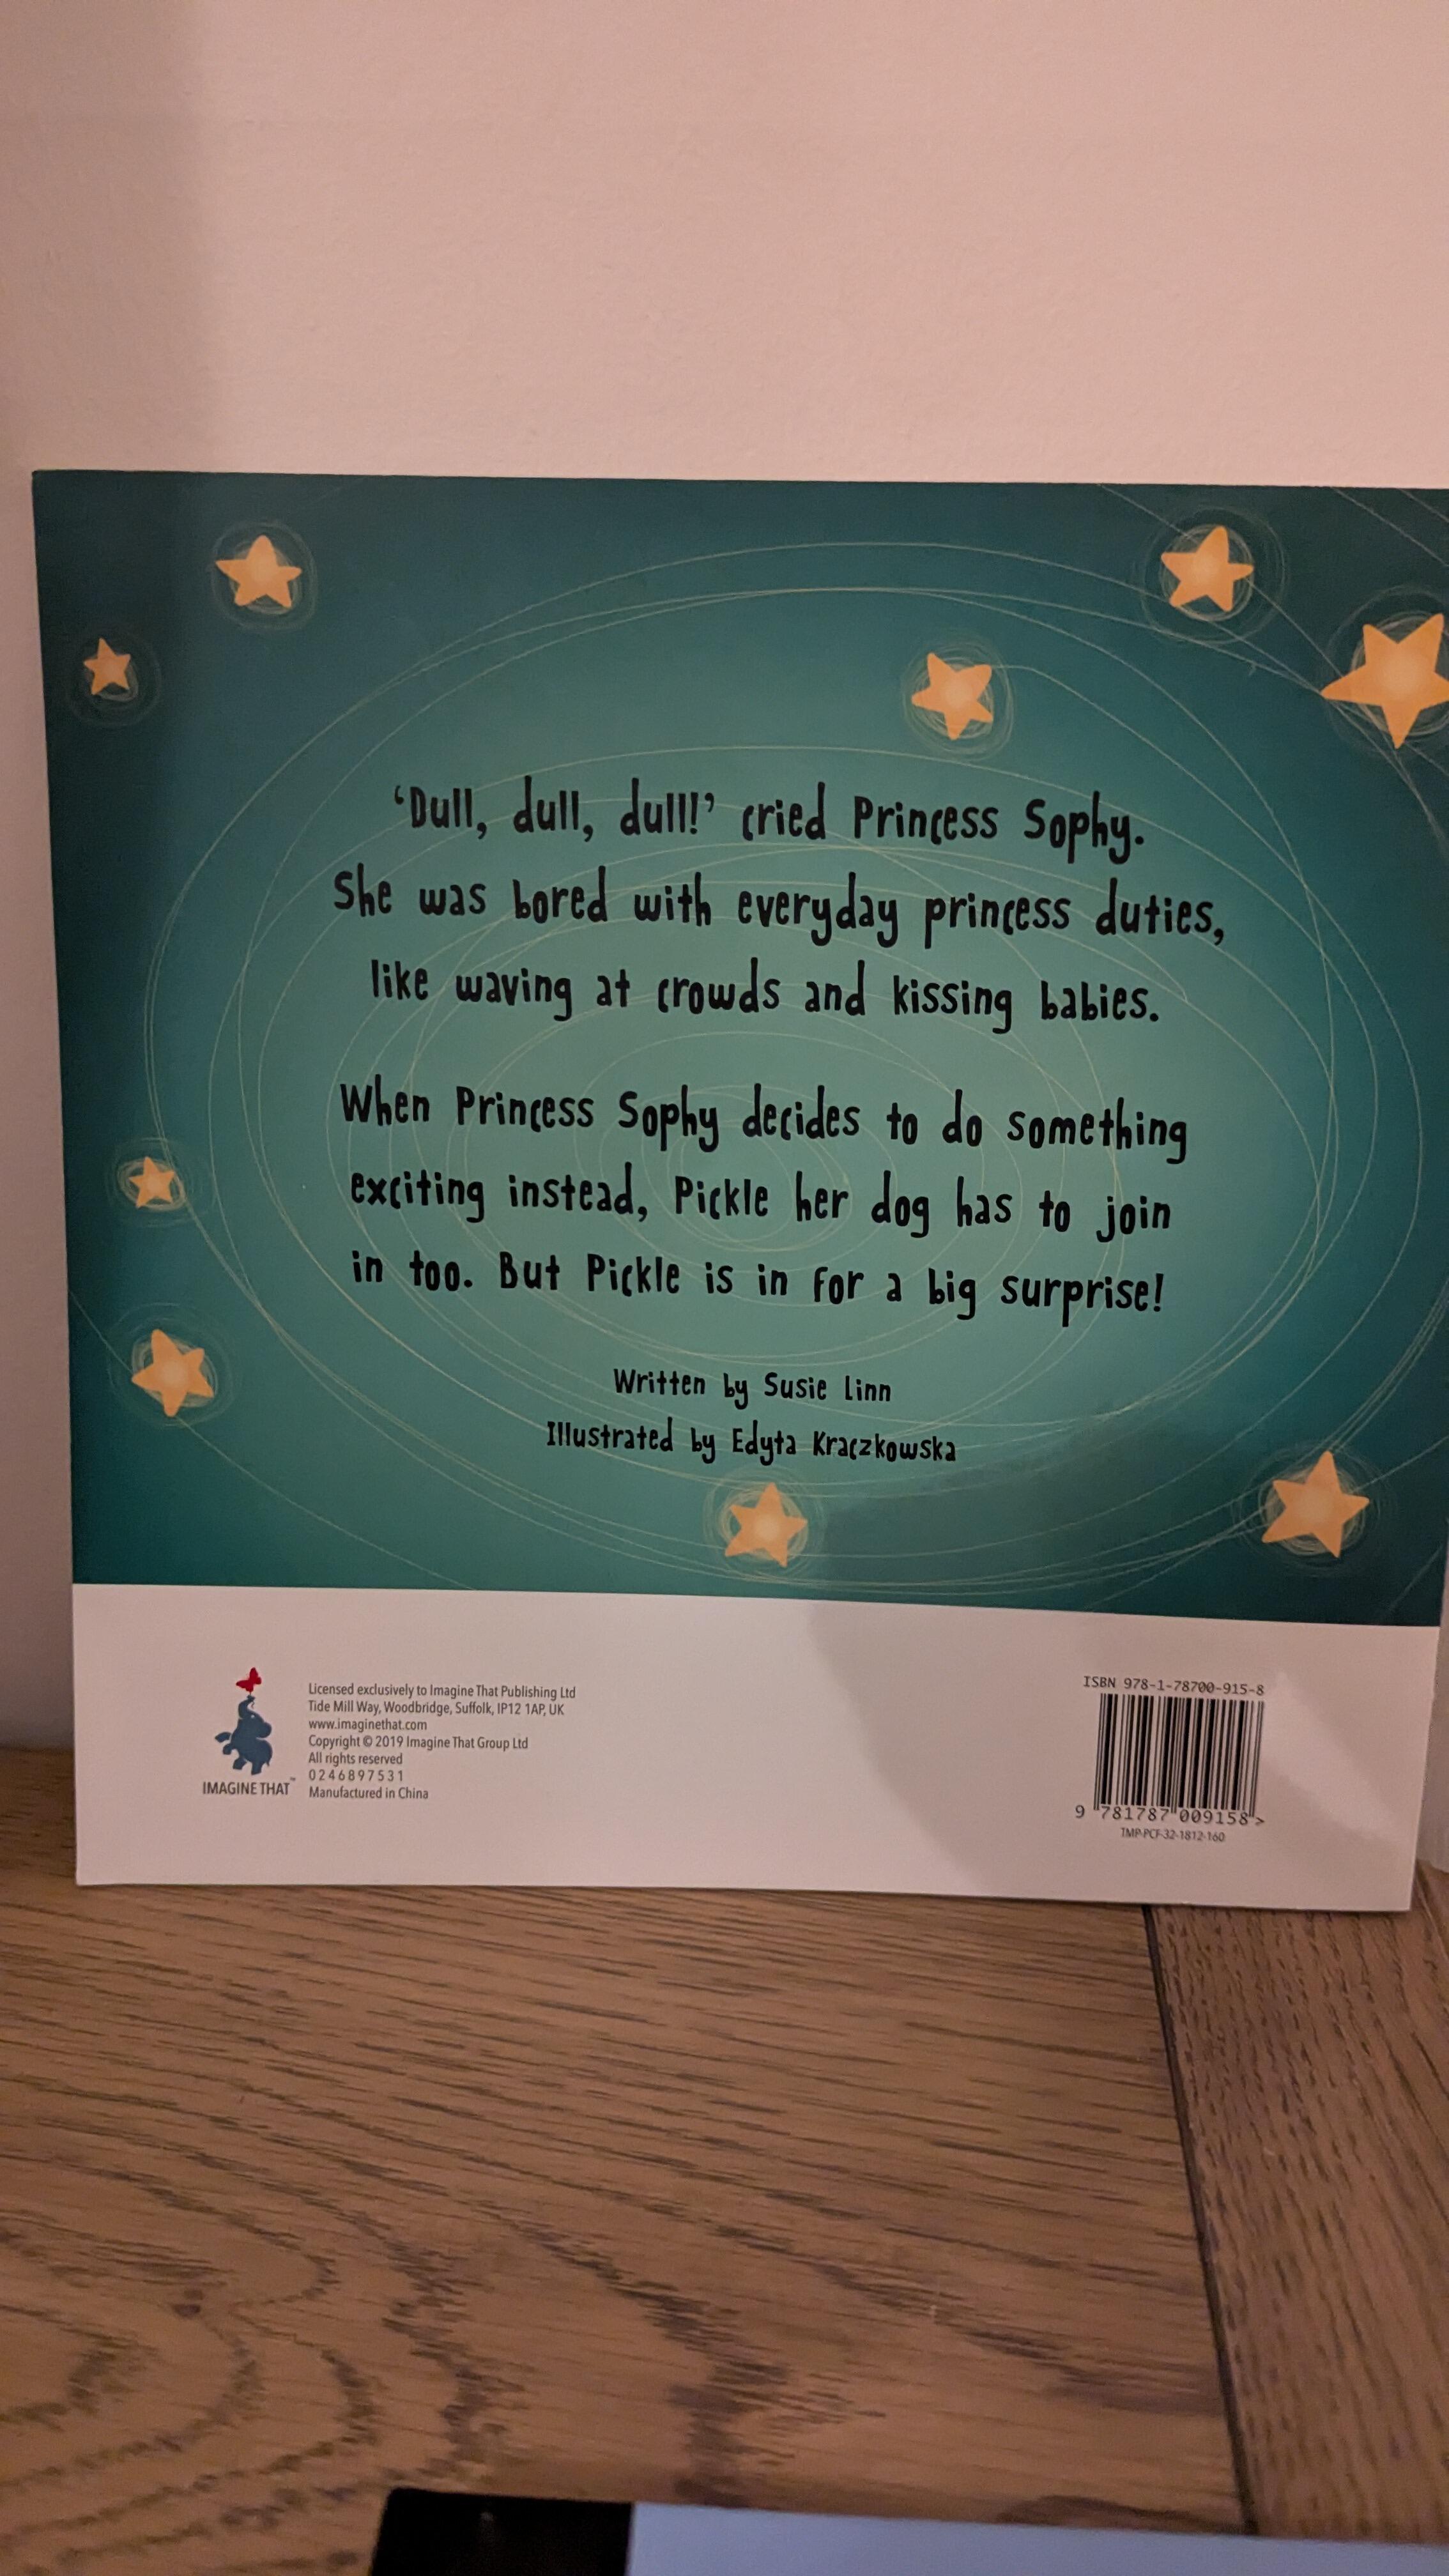 ‘Dull, dull, dull!’ cried Princess Sophy.
She was bored with everyday princess duties,
like waving at crowds and kissing babies.
When Princess Sophy decides to do something
exciting instead, Pickle her dog has to join
in too. But Pickle is in for a big surprise!
Written by Susie Linn
Illustrated by Edyta Kraczkowska
IMAGINE THAT™
Licensed exclusively to Imagine That Publishing Ltd
Tide Mill Way, Woodbridge, Suffolk, IP12 1AP, UK
www.imaginethat.com
Copyright © 2019 Imagine That Group Ltd
All rights reserved
0 2 4 6 8 9 7 5 3 1
Manufactured in China
ISBN 978-1-78700-915-8
9 781787 009158 >
TMP-PCF-32-1812-160